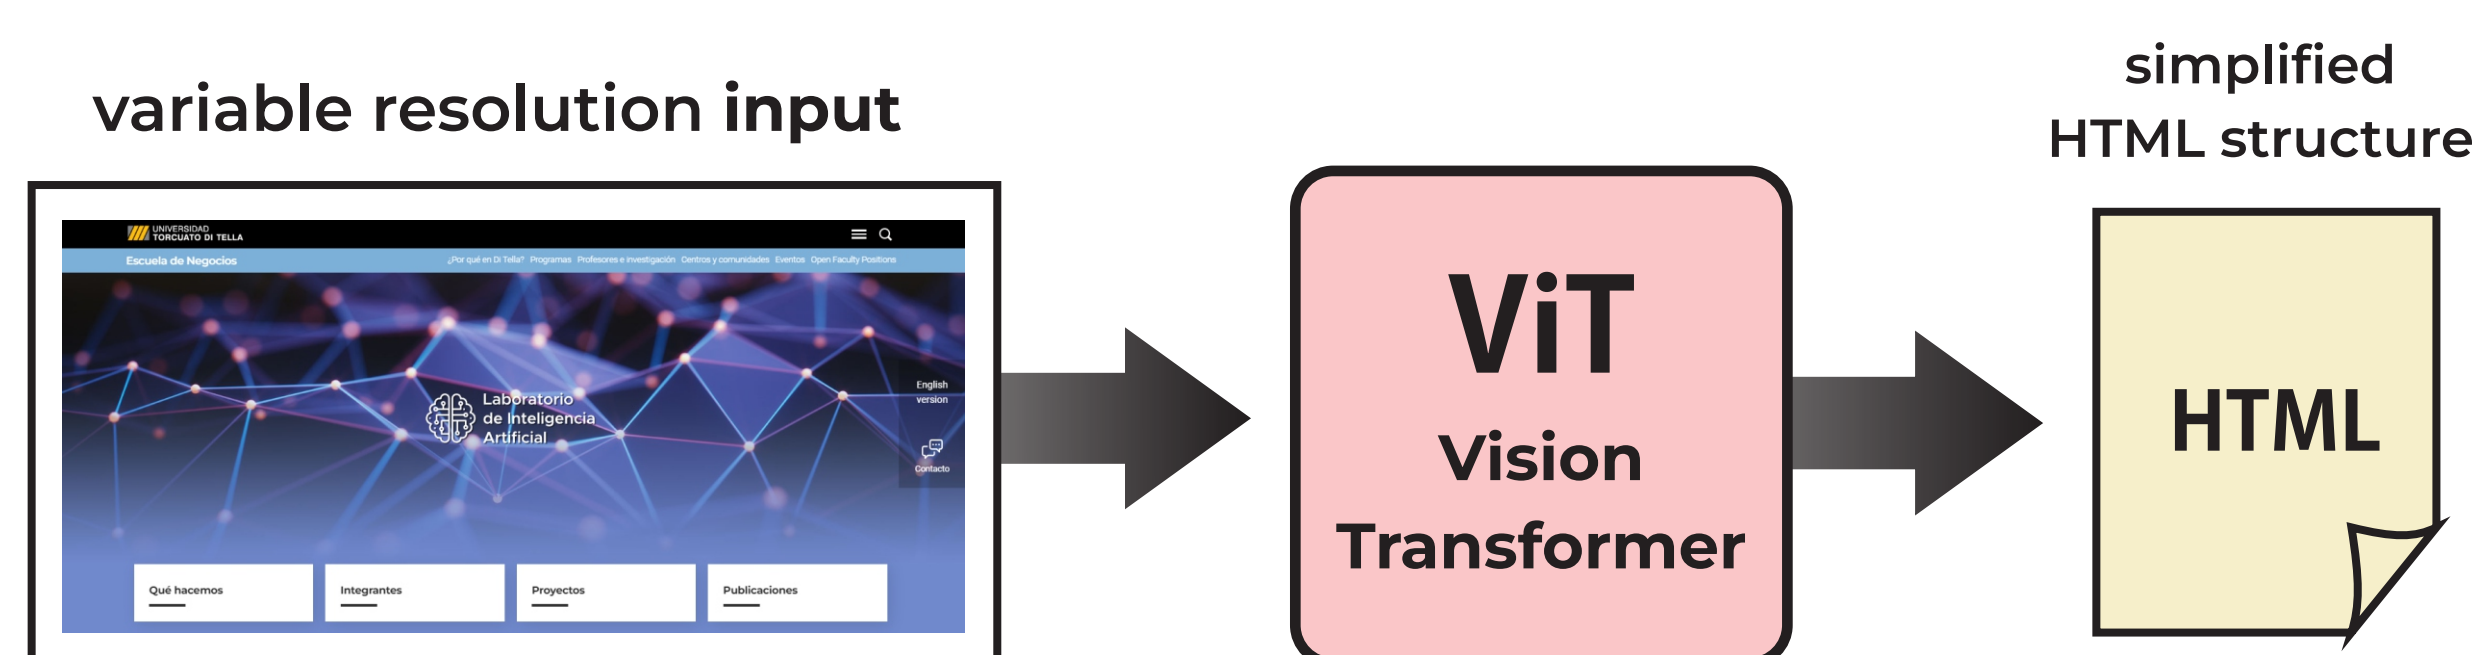 variable resolution input
UNIVERSIDAD
TORCUATO DI TELLA
Escuela de Negocios
¿Por qué en Di Tella? Programas Profesores e investigación Centros y comunidades Eventos Open Faculty Positions
Laboratorio
de Inteligencia
Artificial
English
version
Contacto
Qué hacemos
Integrantes
Proyectos
Publicaciones
ViT
Vision
Transformer
simplified
HTML structure
HTML